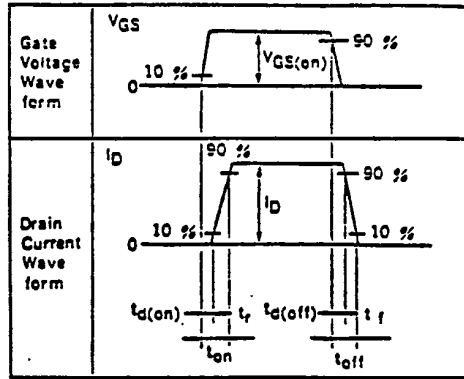 Gate
Voltage
Wave
form
VGS
10 %
90 %
VGS(on)
0
Drain
Current
Wave
form
ID
90 %
90 %
ID
10 %
10 %
0
td(on)
tr
td(off)
tf
ton
toff